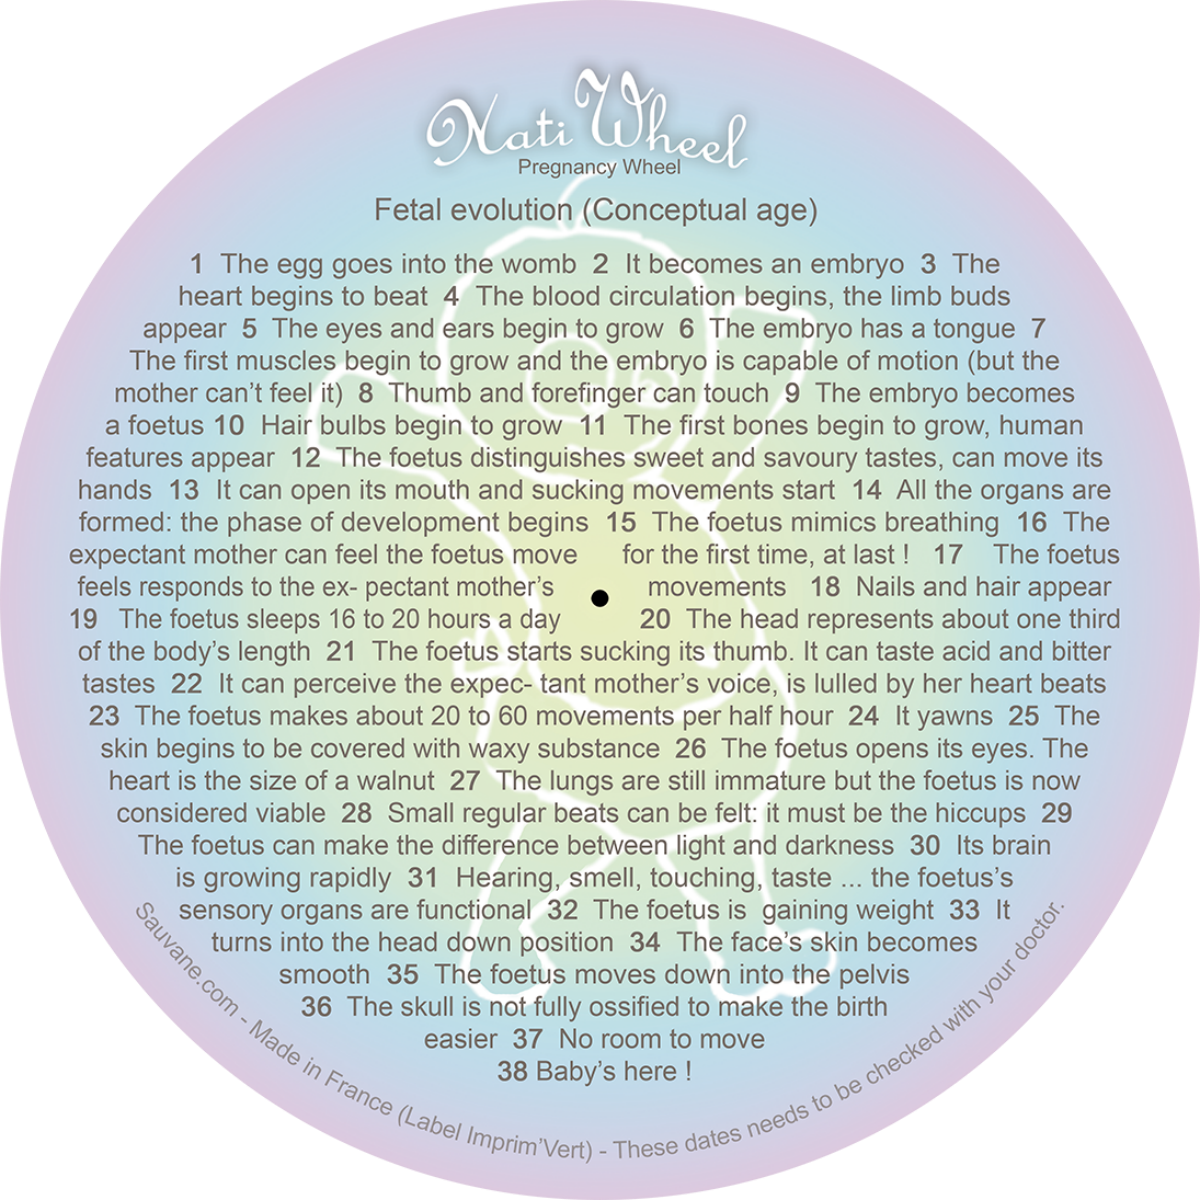 Nati Wheel
Pregnancy Wheel
Fetal evolution (Conceptual age)
1 The egg goes into the womb 2 It becomes an embryo 3 The
heart begins to beat 4 The blood circulation begins, the limb buds
appear 5 The eyes and ears begin to grow 6 The embryo has a tongue 7
The first muscles begin to grow and the embryo is capable of motion (but the
mother can't feel it) 8 Thumb and forefinger can touch 9 The embryo becomes
a foetus 10 Hair bulbs begin to grow 11 The first bones begin to grow, human
features appear 12 The foetus distinguishes sweet and savoury tastes, can move its
hands 13 It can open its mouth and sucking movements start 14 All the organs are
formed: the phase of development begins 15 The foetus mimics breathing 16 The
expectant mother can feel the foetus move for the first time, at last ! 17 The foetus
feels responds to the ex- pectant mother's movements 18 Nails and hair appear
19 The foetus sleeps 16 to 20 hours a day 20 The head represents about one third
of the body's length 21 The foetus starts sucking its thumb. It can taste acid and bitter
tastes 22 It can perceive the expec- tant mother's voice, is lulled by her heart beats
23 The foetus makes about 20 to 60 movements per half hour 24 It yawns 25 The
skin begins to be covered with waxy substance 26 The foetus opens its eyes. The
heart is the size of a walnut 27 The lungs are still immature but the foetus is now
considered viable 28 Small regular beats can be felt: it must be the hiccups 29
The foetus can make the difference between light and darkness 30 Its brain
is growing rapidly 31 Hearing, smell, touching, taste ... the foetus's
sensory organs are functional 32 The foetus is gaining weight 33 It
turns into the head down position 34 The face's skin becomes
smooth 35 The foetus moves down into the pelvis
36 The skull is not fully ossified to make the birth
easier 37 No room to move
38 Baby's here !
Sauvane.com - Made in France (Label Imprim'Vert) - These dates needs to be checked with your doctor.